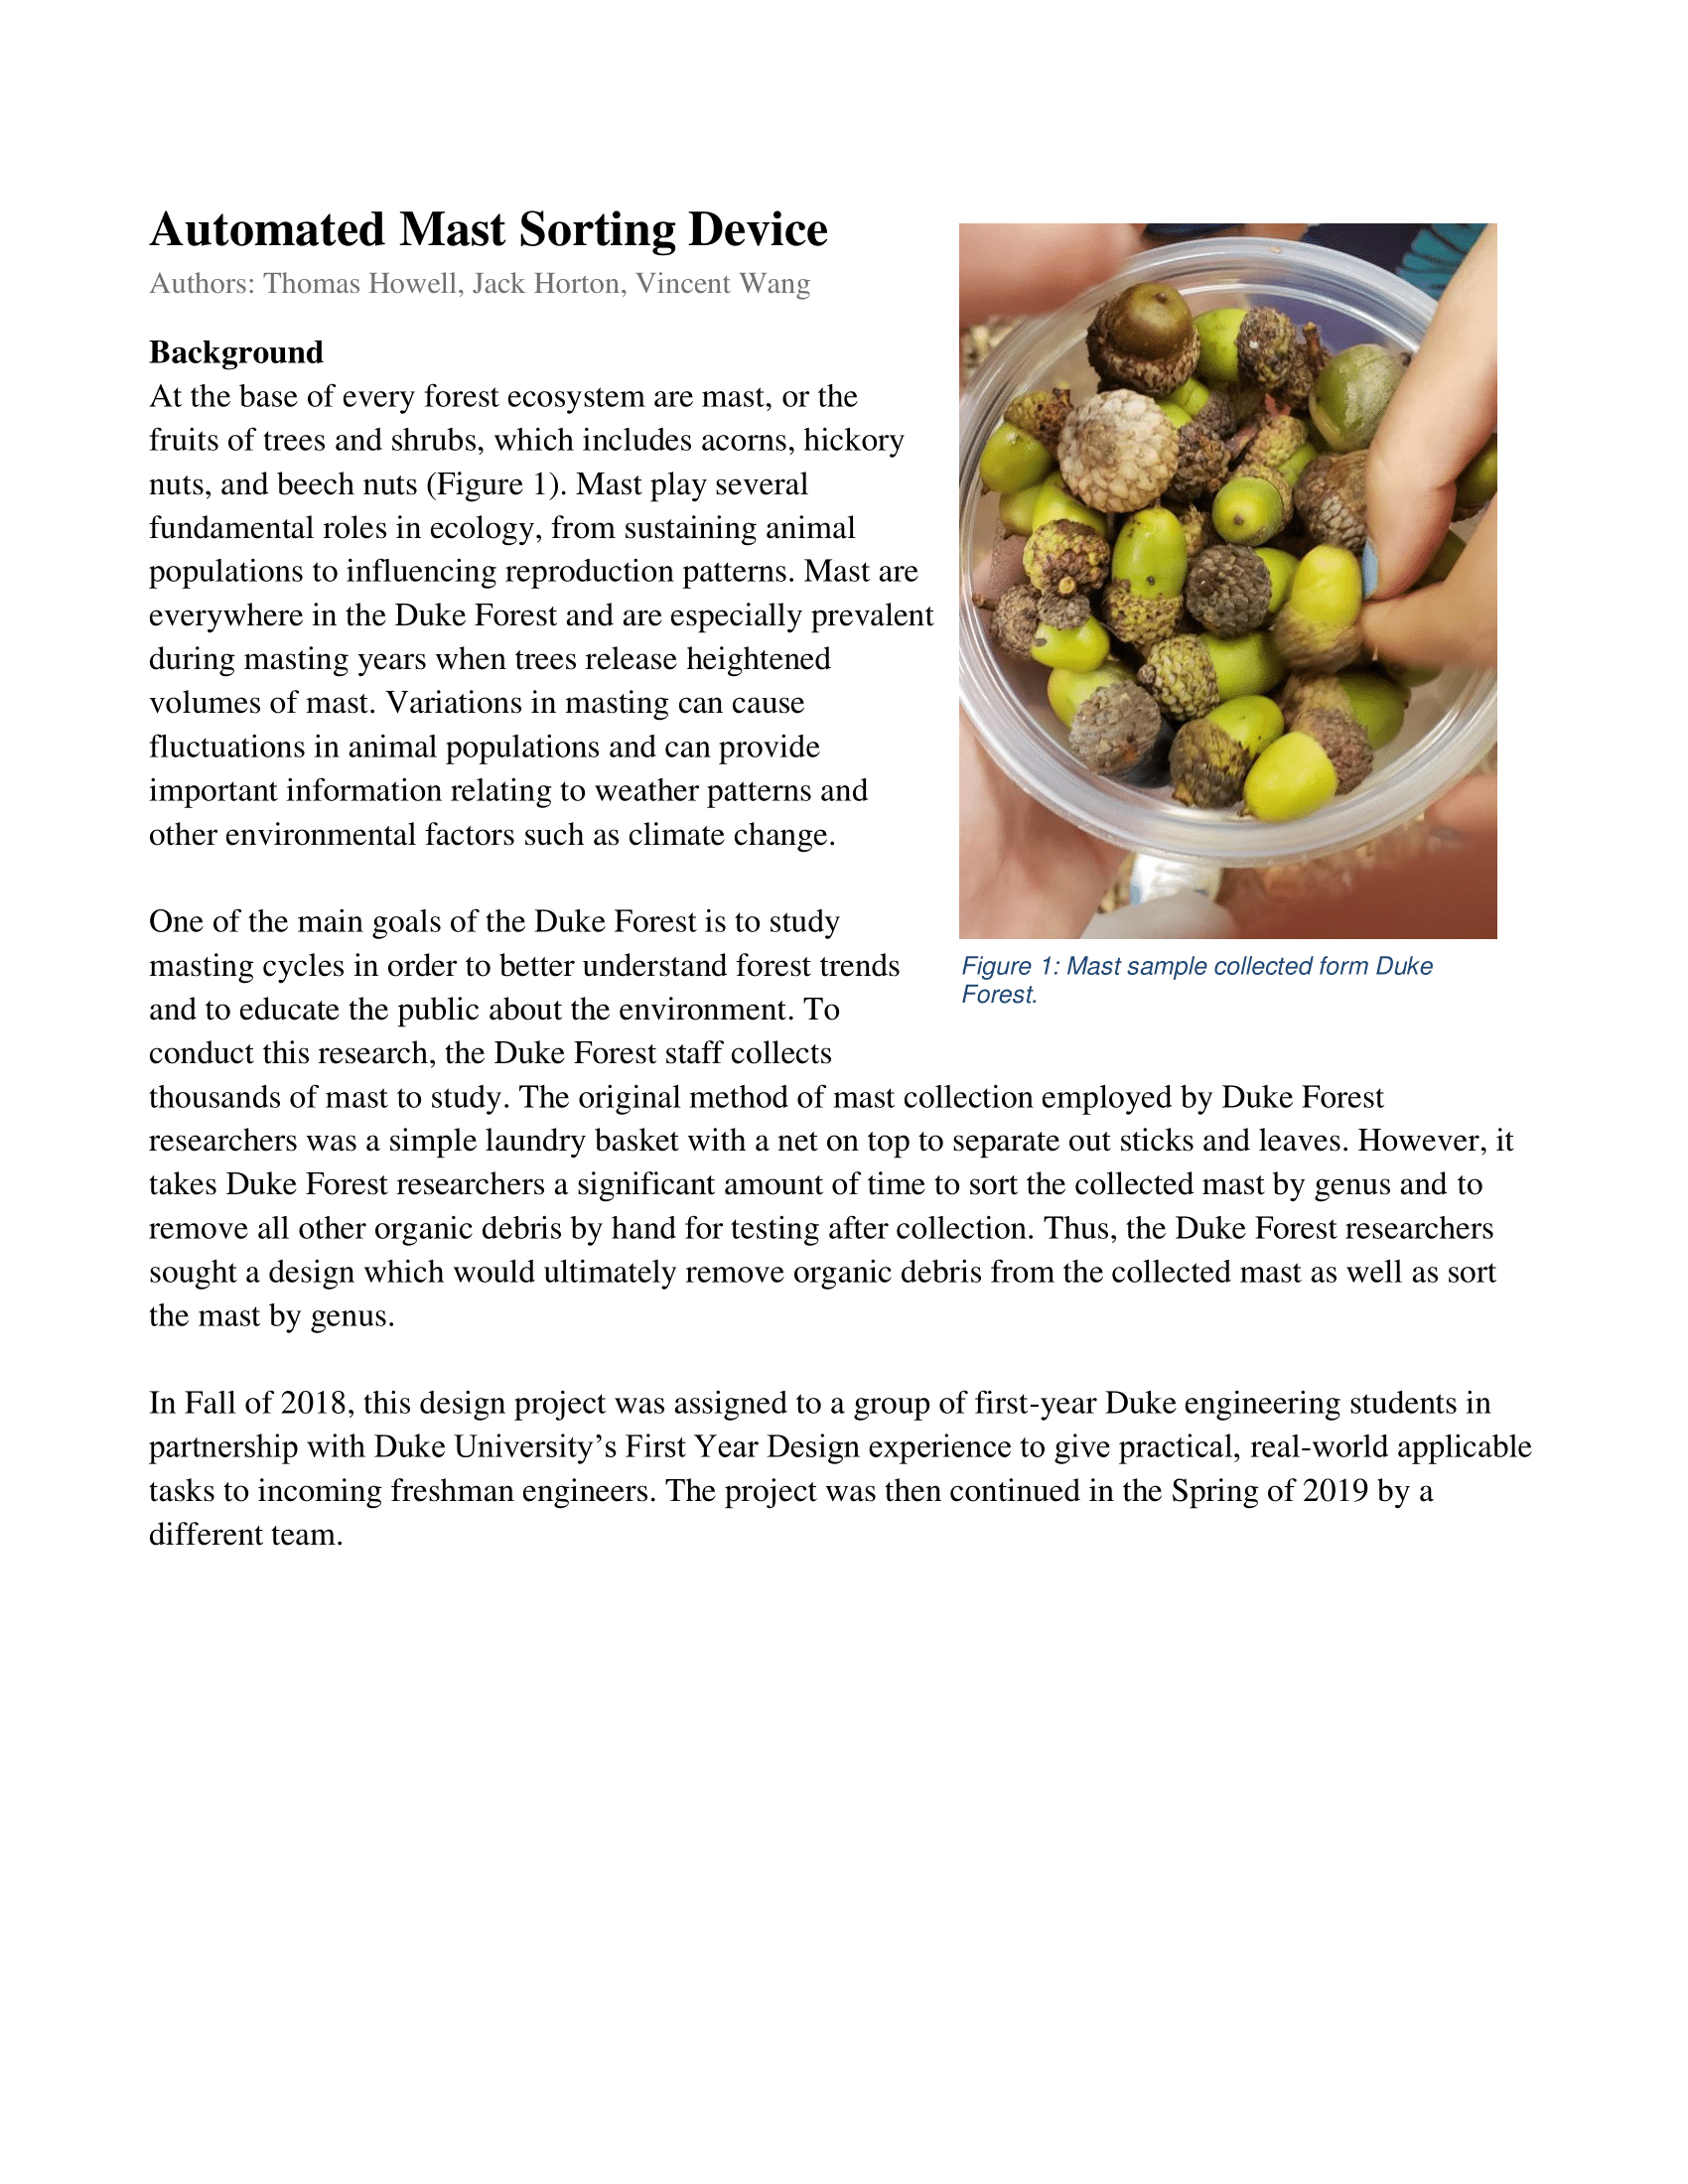 Automated Mast Sorting Device
Authors: Thomas Howell, Jack Horton, Vincent Wang
Background
At the base of every forest ecosystem are mast, or the
fruits of trees and shrubs, which includes acorns, hickory
nuts, and beech nuts (Figure 1). Mast play several
fundamental roles in ecology, from sustaining animal
populations to influencing reproduction patterns. Mast are
everywhere in the Duke Forest and are especially prevalent
during masting years when trees release heightened
volumes of mast. Variations in masting can cause
fluctuations in animal populations and can provide
important information relating to weather patterns and
other environmental factors such as climate change.
Figure 1: Mast sample collected form Duke
Forest.
One of the main goals of the Duke Forest is to study
masting cycles in order to better understand forest trends
and to educate the public about the environment. To
conduct this research, the Duke Forest staff collects
thousands of mast to study. The original method of mast collection employed by Duke Forest
researchers was a simple laundry basket with a net on top to separate out sticks and leaves. However, it
takes Duke Forest researchers a significant amount of time to sort the collected mast by genus and to
remove all other organic debris by hand for testing after collection. Thus, the Duke Forest researchers
sought a design which would ultimately remove organic debris from the collected mast as well as sort
the mast by genus.
In Fall of 2018, this design project was assigned to a group of first-year Duke engineering students in
partnership with Duke University’s First Year Design experience to give practical, real-world applicable
tasks to incoming freshman engineers. The project was then continued in the Spring of 2019 by a
different team.